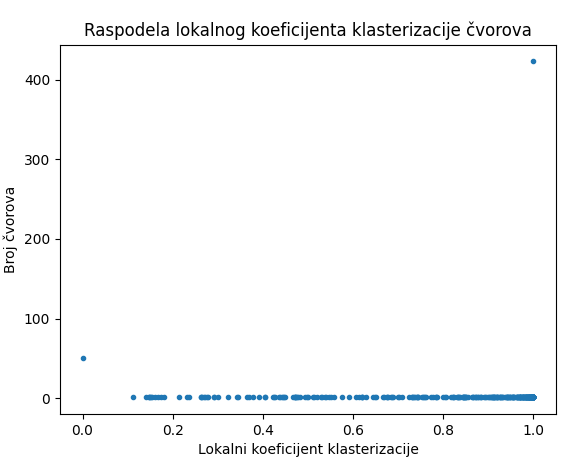 Raspodela lokalnog koeficijenta klasterizacije čvorova
400
300
200
100
0
Broj čvorova
0.0 0.2 0.4 0.6 0.8 1.0
Lokalni koeficijent klasterizacije